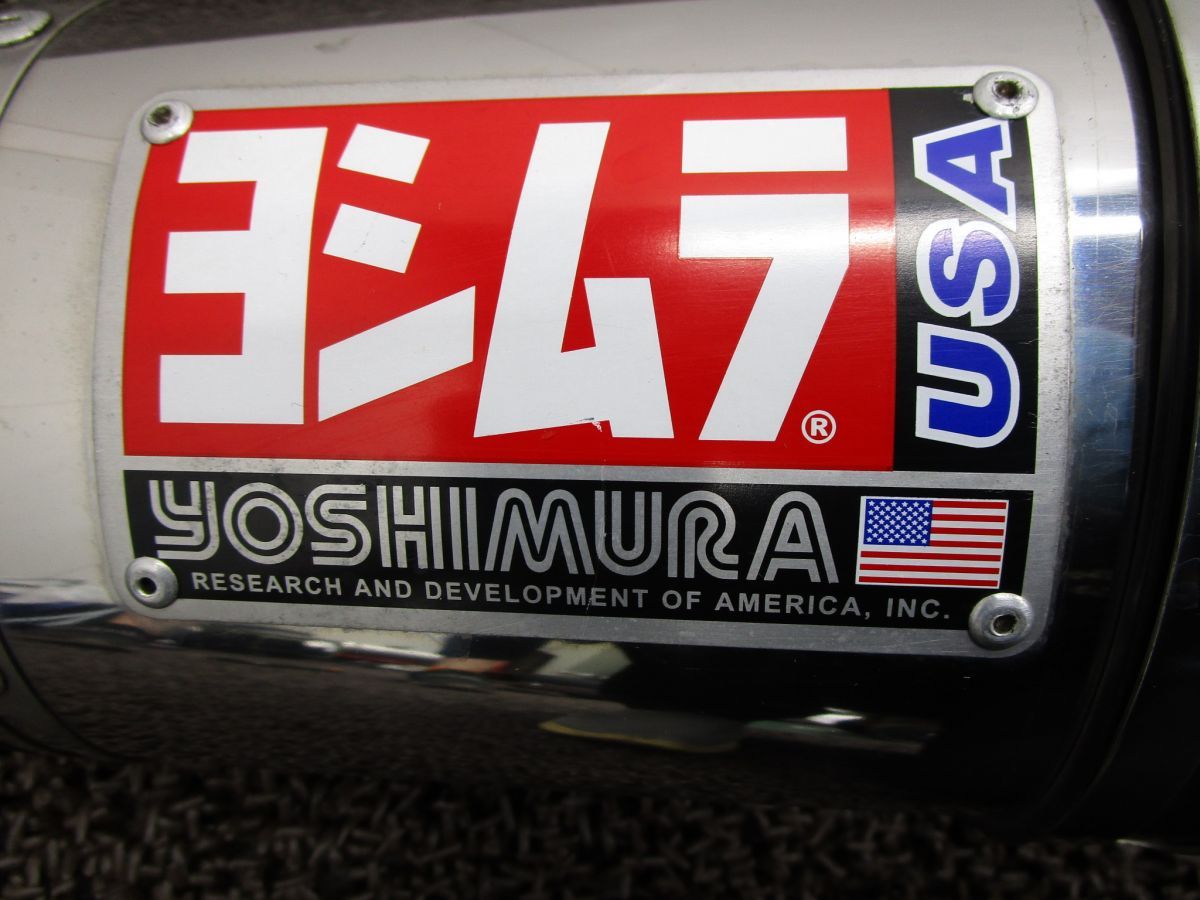 ヨシムラ®
USA
YOSHIMURA
RESEARCH AND DEVELOPMENT OF AMERICA, INC.